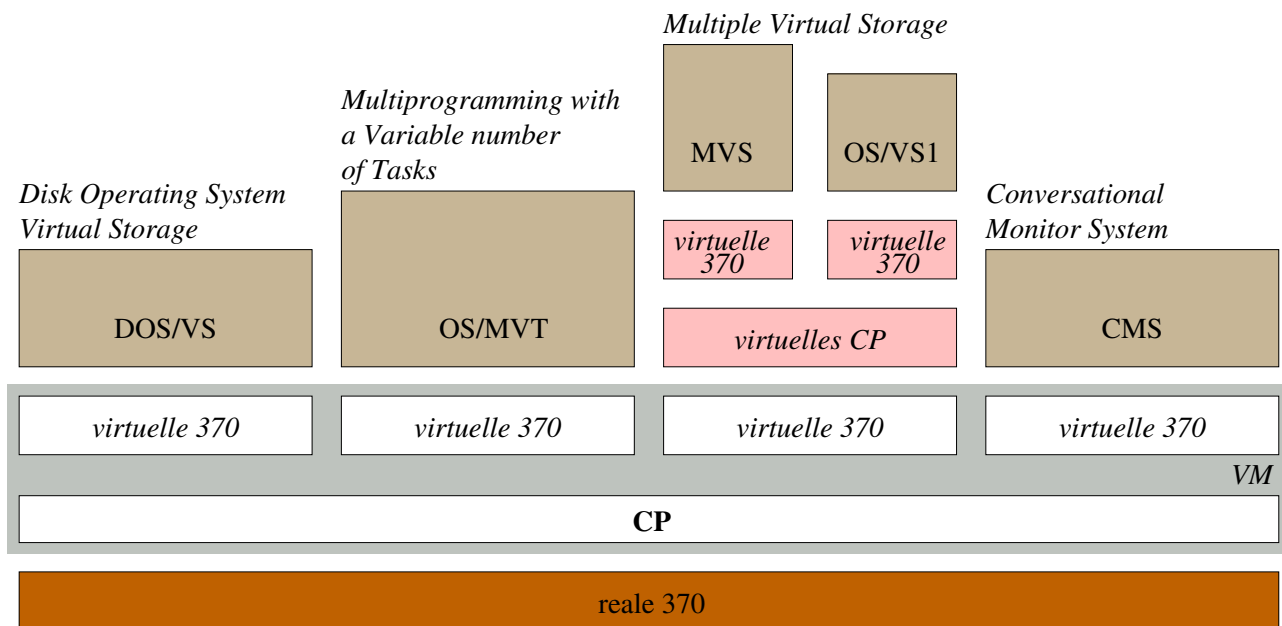 Multiple Virtual Storage
Multiprogramming with
a Variable number
of Tasks
MVS
OS/VS1
Disk Operating System
Virtual Storage
Conversational
Monitor System
virtuelle
370
virtuelle
370
DOS/VS
OS/MVT
virtuelles CP
CMS
virtuelle 370
virtuelle 370
virtuelle 370
virtuelle 370
VM
CP
reale 370